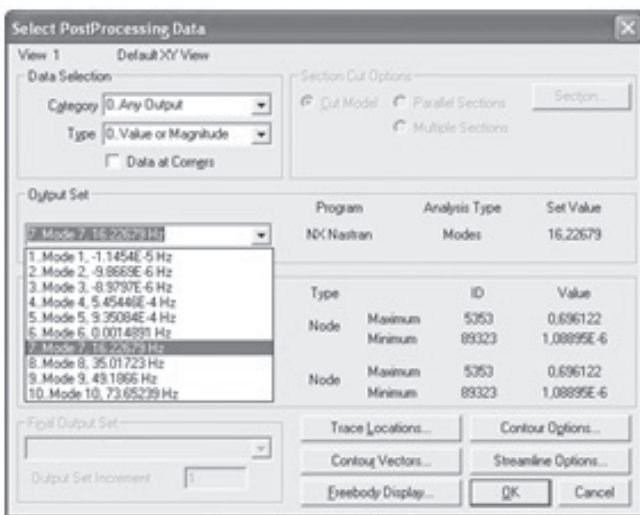 Select PostProcessing Data
View 1 Default XY View
Data Selection
Category 0..Any Output
Type 0..Value or Magnitude
Data at Corners
Section Cut Options
Cut Model Parallel Sections
Multiple Sections
Section...
Output Set
7..Mode 7, 16,22679 Hz
Program Analysis Type Set Value
NX Nastran Modes 16,22679
1..Mode 1, -1.1454E-5 Hz
2..Mode 2, -9.8669E-6 Hz
3..Mode 3, -8.9797E-6 Hz
4..Mode 4, 5.45446E-4 Hz
5..Mode 5, 9.35084E-4 Hz
6..Mode 6, 0.0014891 Hz
7..Mode 7, 16,22679 Hz
8..Mode 8, 35.01723 Hz
9..Mode 9, 49.1866 Hz
10..Mode 10, 73.65239 Hz
Type ID Value
Node Maximum 5353 0,696122
Minimum 89323 1,08895E-6
Node Maximum 5353 0,696122
Minimum 89323 1,08895E-6
Final Output Set
Output Set Increment 1
Trace Locations... Contour Options...
Contour Vectors... Streamline Options...
Freebody Display... OK Cancel